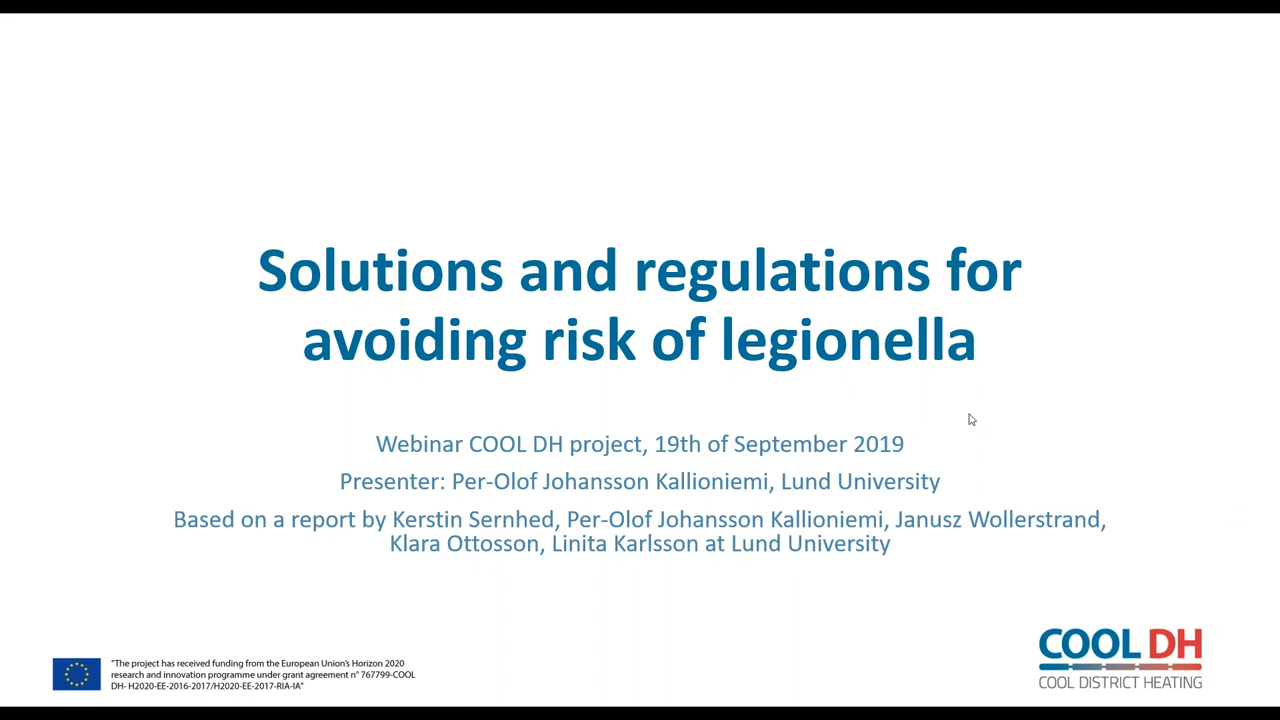 Solutions and regulations for
avoiding risk of legionella
Webinar COOL DH project, 19th of September 2019
Presenter: Per-Olof Johansson Kallioniemi, Lund University
Based on a report by Kerstin Sernhed, Per-Olof Johansson Kallioniemi, Janusz Wollerstrand,
Klara Ottosson, Linita Karlsson at Lund University
"The project has received funding from the European Union's Horizon 2020
research and innovation programme under grant agreement n° 767799-COOL
DH- H2020-EE-2016-2017/H2020-EE-2017-RIA-IA"
COOL DH
COOL DISTRICT HEATING